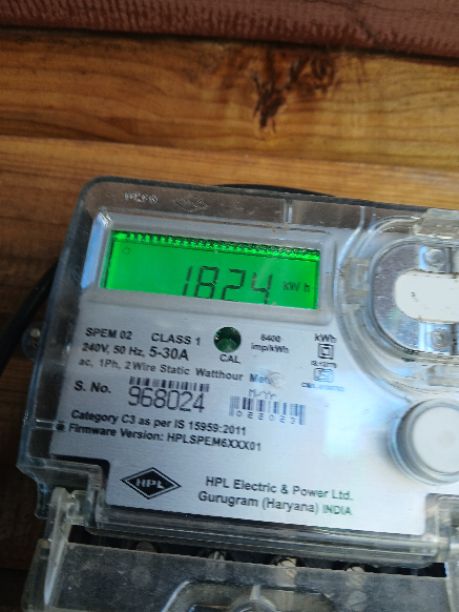 1824 kWh
SPEM 02 CLASS 1
240V, 50 Hz, 5-30A
CAL
6400
imp/kWh
kWh
ac, 1Ph, 2 Wire Static Watthour
S. No. 968024
M/YY
Category C3 as per IS 15959:2011
Firmware Version: HPLSPEM6XXX01
HPL
HPL Electric & Power Ltd.
Gurugram (Haryana) INDIA